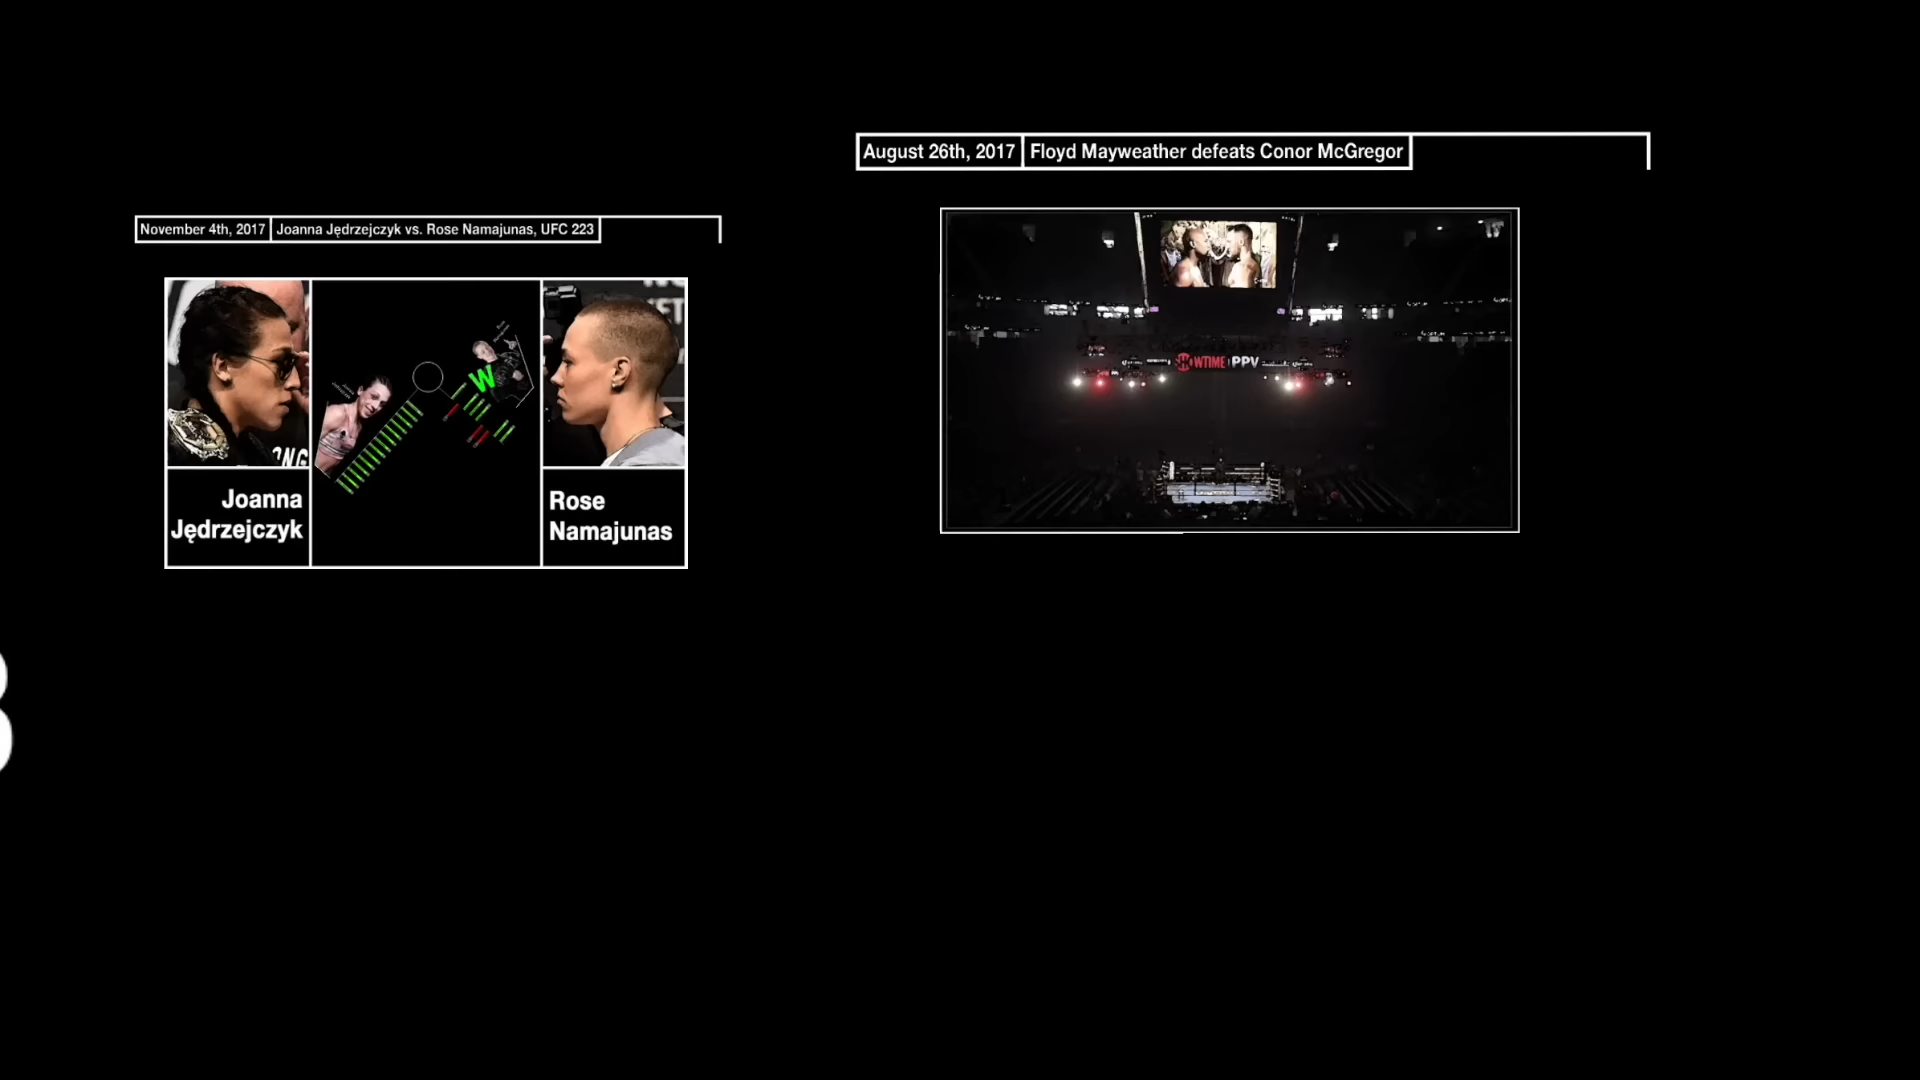 August 26th, 2017 Floyd Mayweather defeats Conor McGregor
November 4th, 2017 Joanna Jędrzejczyk vs. Rose Namajunas, UFC 223
SHOWTIME PPV
W
ONG
Joanna
Jędrzejczyk
Rose
Namajunas